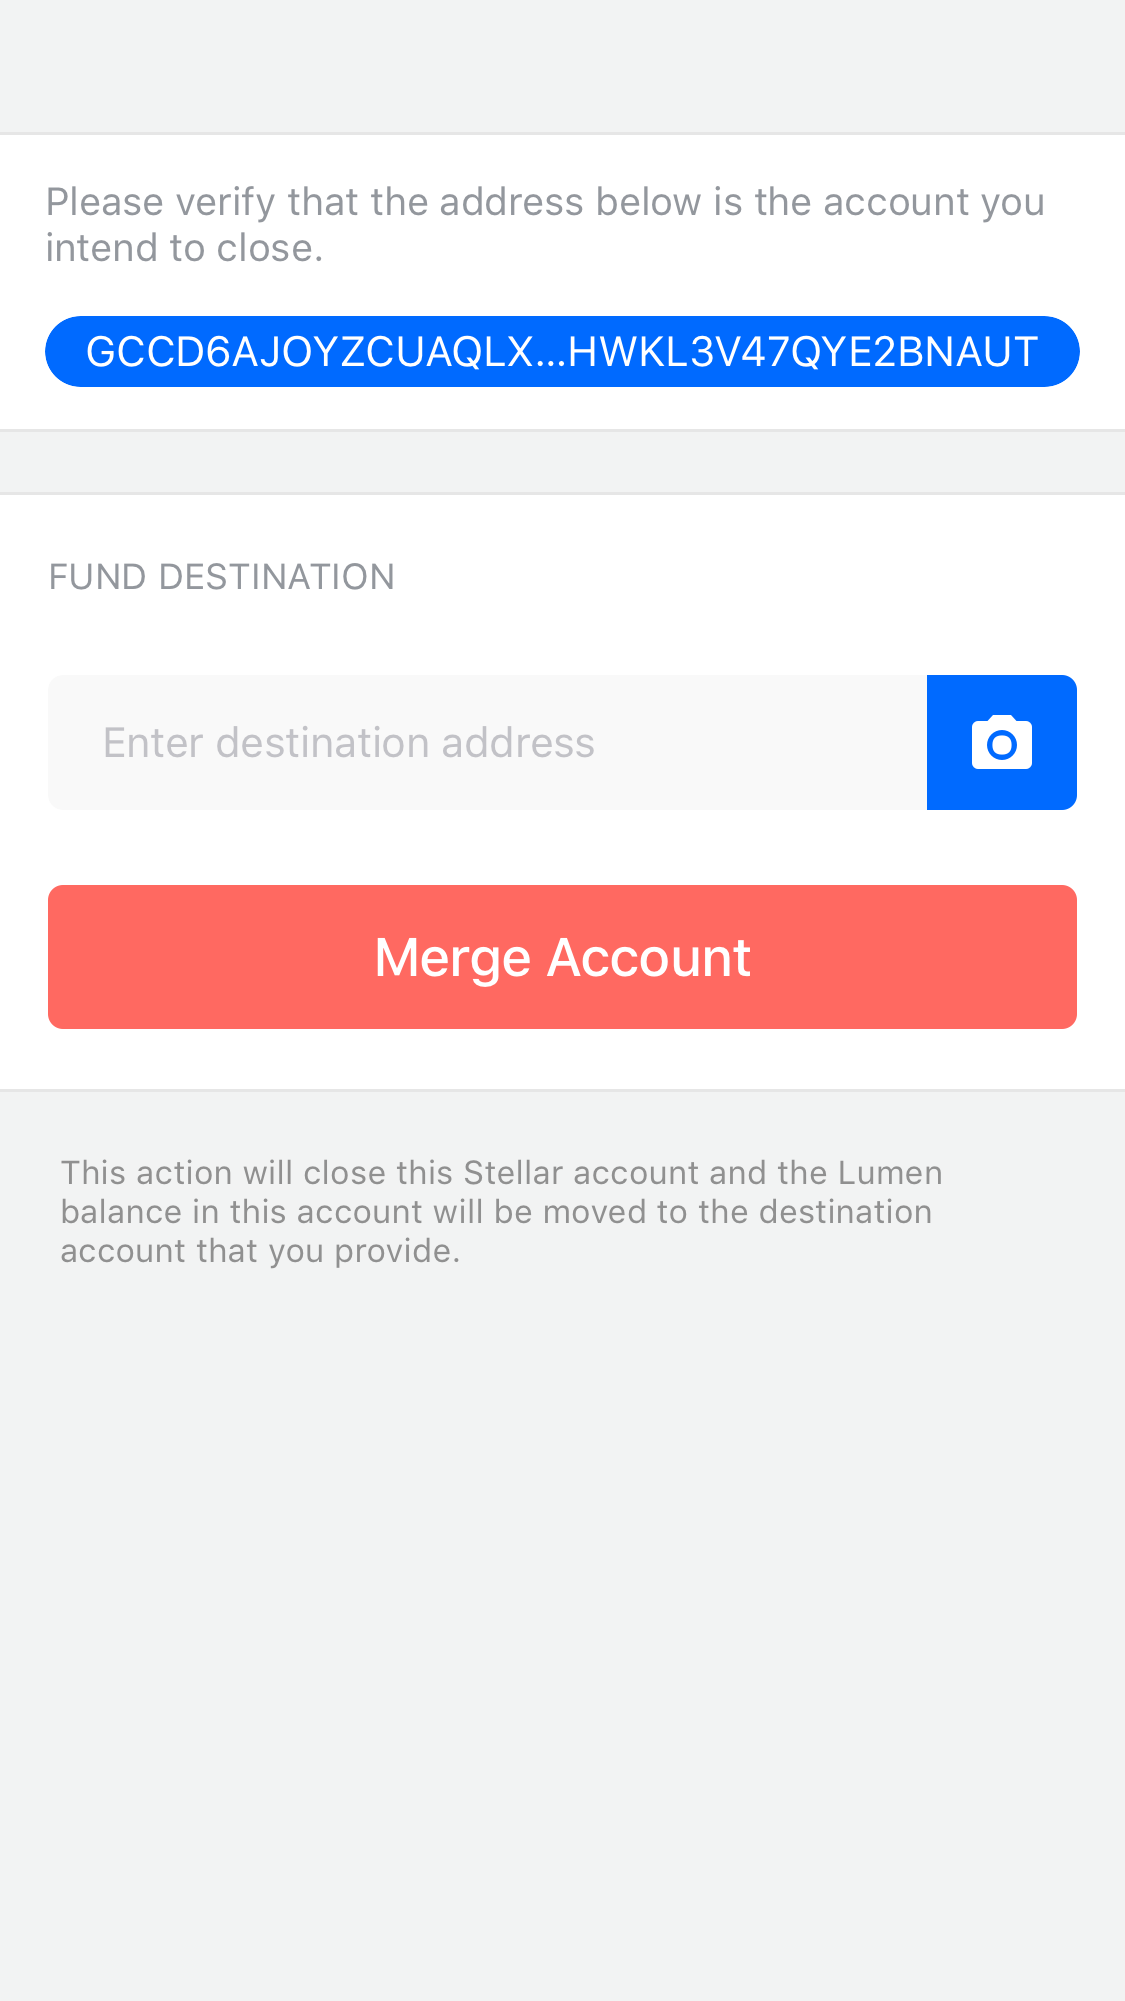 Please verify that the address below is the account you
intend to close.
GCCD6AJOYZCUAQLX...HWKL3V47QYE2BNAUT
FUND DESTINATION
Enter destination address
Merge Account
This action will close this Stellar account and the Lumen
balance in this account will be moved to the destination
account that you provide.